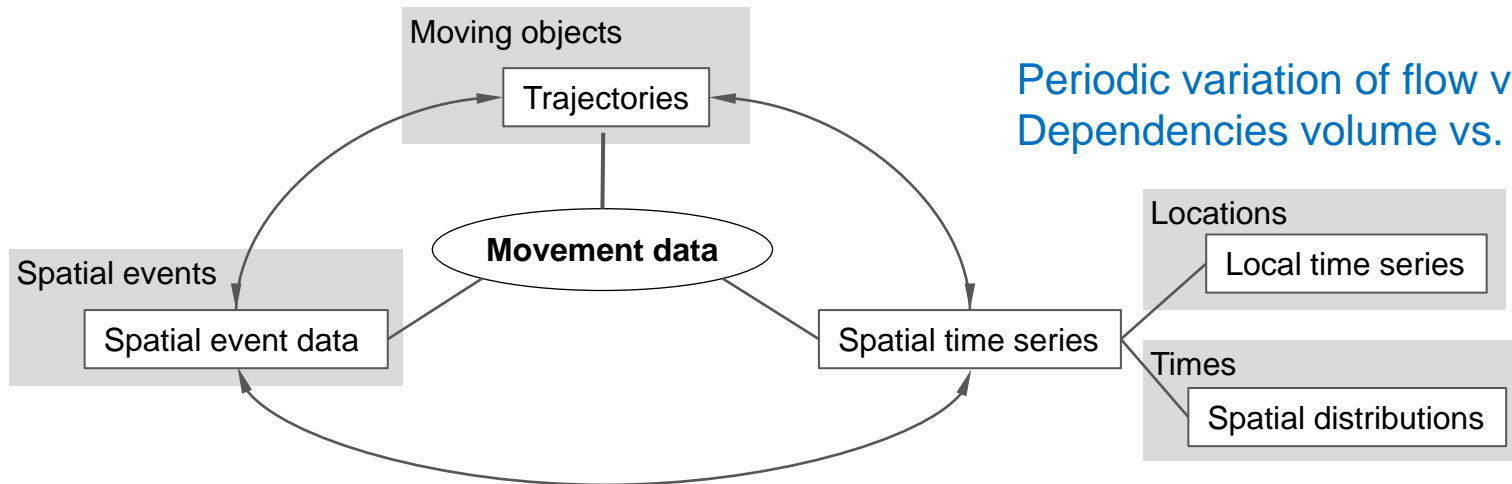 Moving objects
Trajectories
Periodic variation of flow v
Dependencies volume vs.
Movement data
Locations
Local time series
Spatial events
Spatial event data
Spatial time series
Times
Spatial distributions